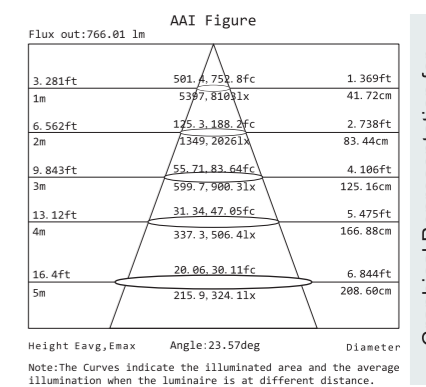 AAI Figure
Flux out:766.01 lm
3.281ft 501.4,752.8fc 1.369ft
1m 5397,8103lx 41.72cm
6.562ft 125.3,188.2fc 2.738ft
2m 1349,2026lx 83.44cm
9.843ft 55.71,83.64fc 4.106ft
3m 599.7,900.3lx 125.16cm
13.12ft 31.34,47.05fc 5.475ft
4m 337.3,506.4lx 166.88cm
16.4ft 20.06,30.11fc 6.844ft
5m 215.9,324.1lx 208.60cm
Height Eavg,Emax Angle:23.57deg Diameter
Note:The Curves indicate the illuminated area and the average
illumination when the luminaire is at different distance.